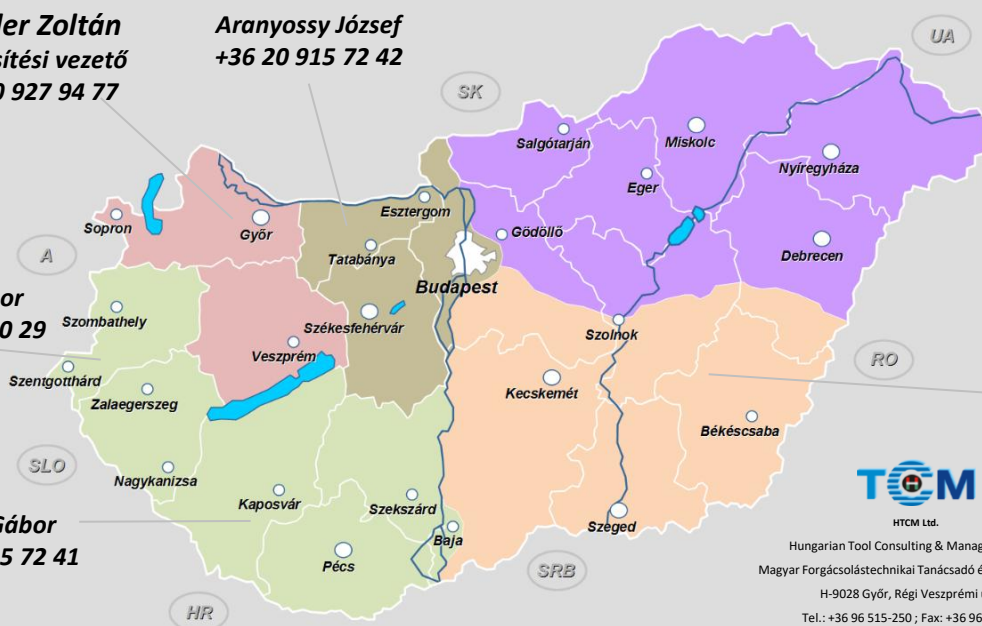 ler Zoltán
sítési vezető
0 927 94 77
Aranyossy József
+36 20 915 72 42
UA
SK
Salgótarján
Miskolc
Nyíregyháza
Eger
Esztergom
Sopron
Győr
Gödöllő
Debrecen
A
Tatabánya
Budapest
bor
0 29
Szombathely
Székesfehérvár
Szolnok
Veszprém
RO
Szentgotthárd
Zalaegerszeg
Kecskemét
Békéscsaba
SLO
Nagykanizsa
Kaposvár
Szekszárd
TCM
HTCM Ltd.
Gábor
5 72 41
Baja
Szeged
Pécs
SRB
HR
Hungarian Tool Consulting & Manag
Magyar Forgácsolástechnikai Tanácsadó é
H-9028 Győr, Régi Veszprémi
Tel.: +36 96 515-250 ; Fax: +36 96